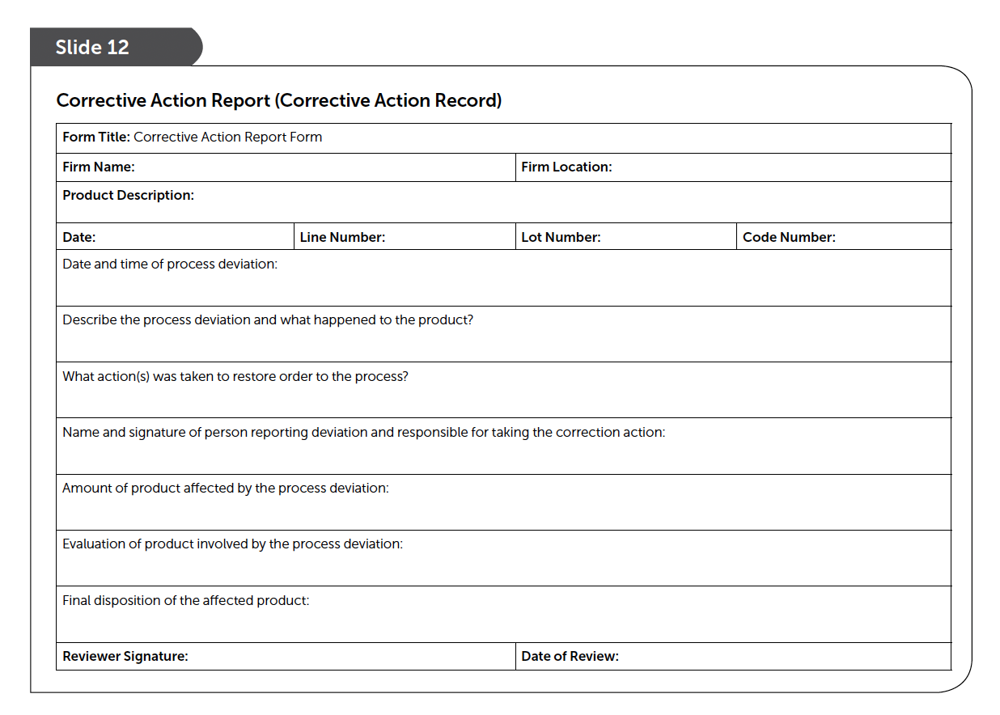 Slide 12
Corrective Action Report (Corrective Action Record)
Form Title: Corrective Action Report Form
Firm Name:
Firm Location:
Product Description:
Date:
Line Number:
Lot Number:
Code Number:
Date and time of process deviation:
Describe the process deviation and what happened to the product?
What action(s) was taken to restore order to the process?
Name and signature of person reporting deviation and responsible for taking the correction action:
Amount of product affected by the process deviation:
Evaluation of product involved by the process deviation:
Final disposition of the affected product:
Reviewer Signature:
Date of Review: